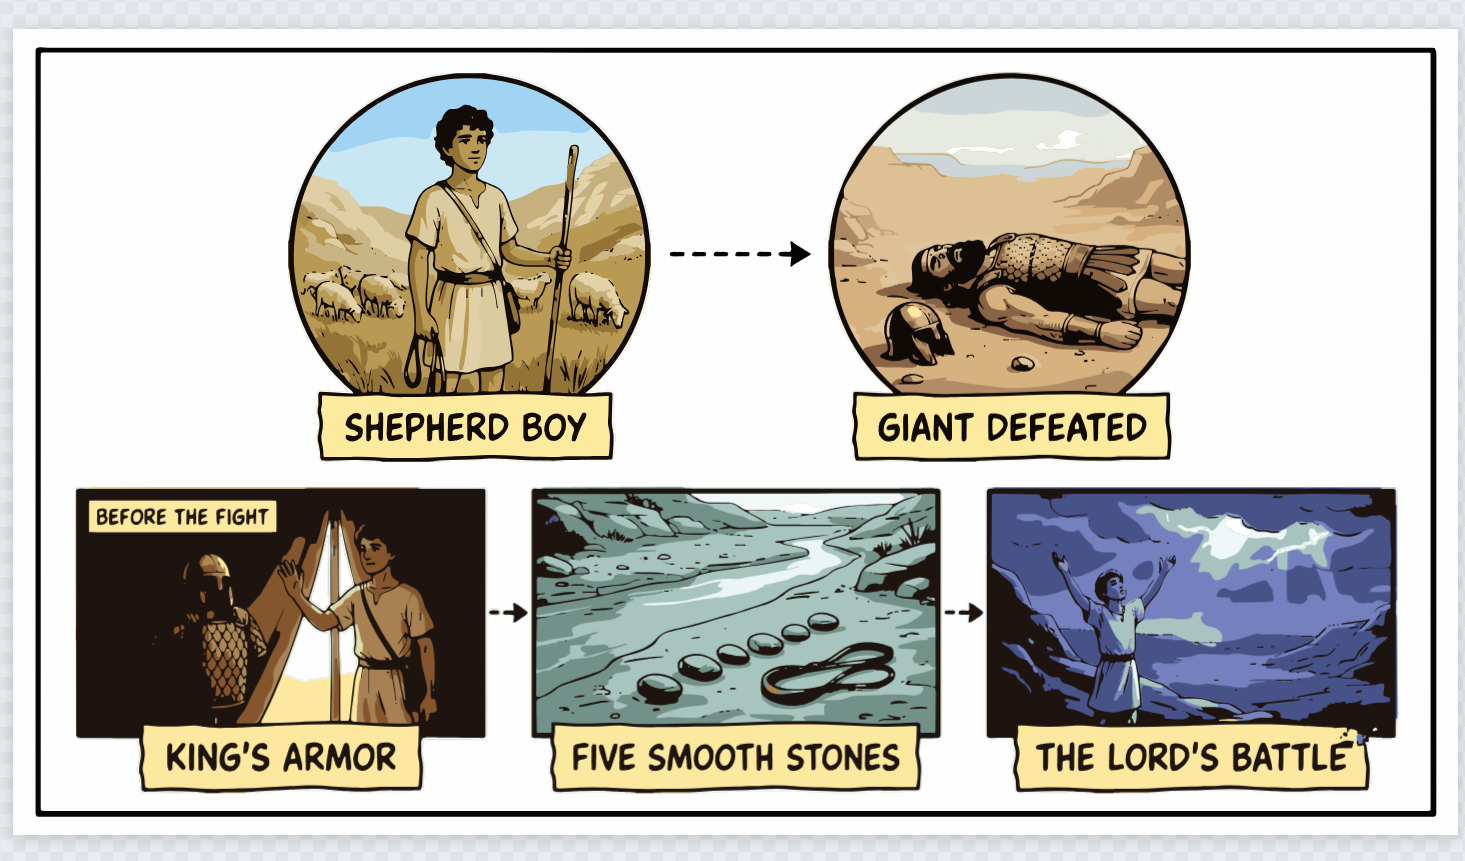 SHEPHERD BOY
GIANT DEFEATED
BEFORE THE FIGHT
KING'S ARMOR
FIVE SMOOTH STONES
THE LORD'S BATTLE